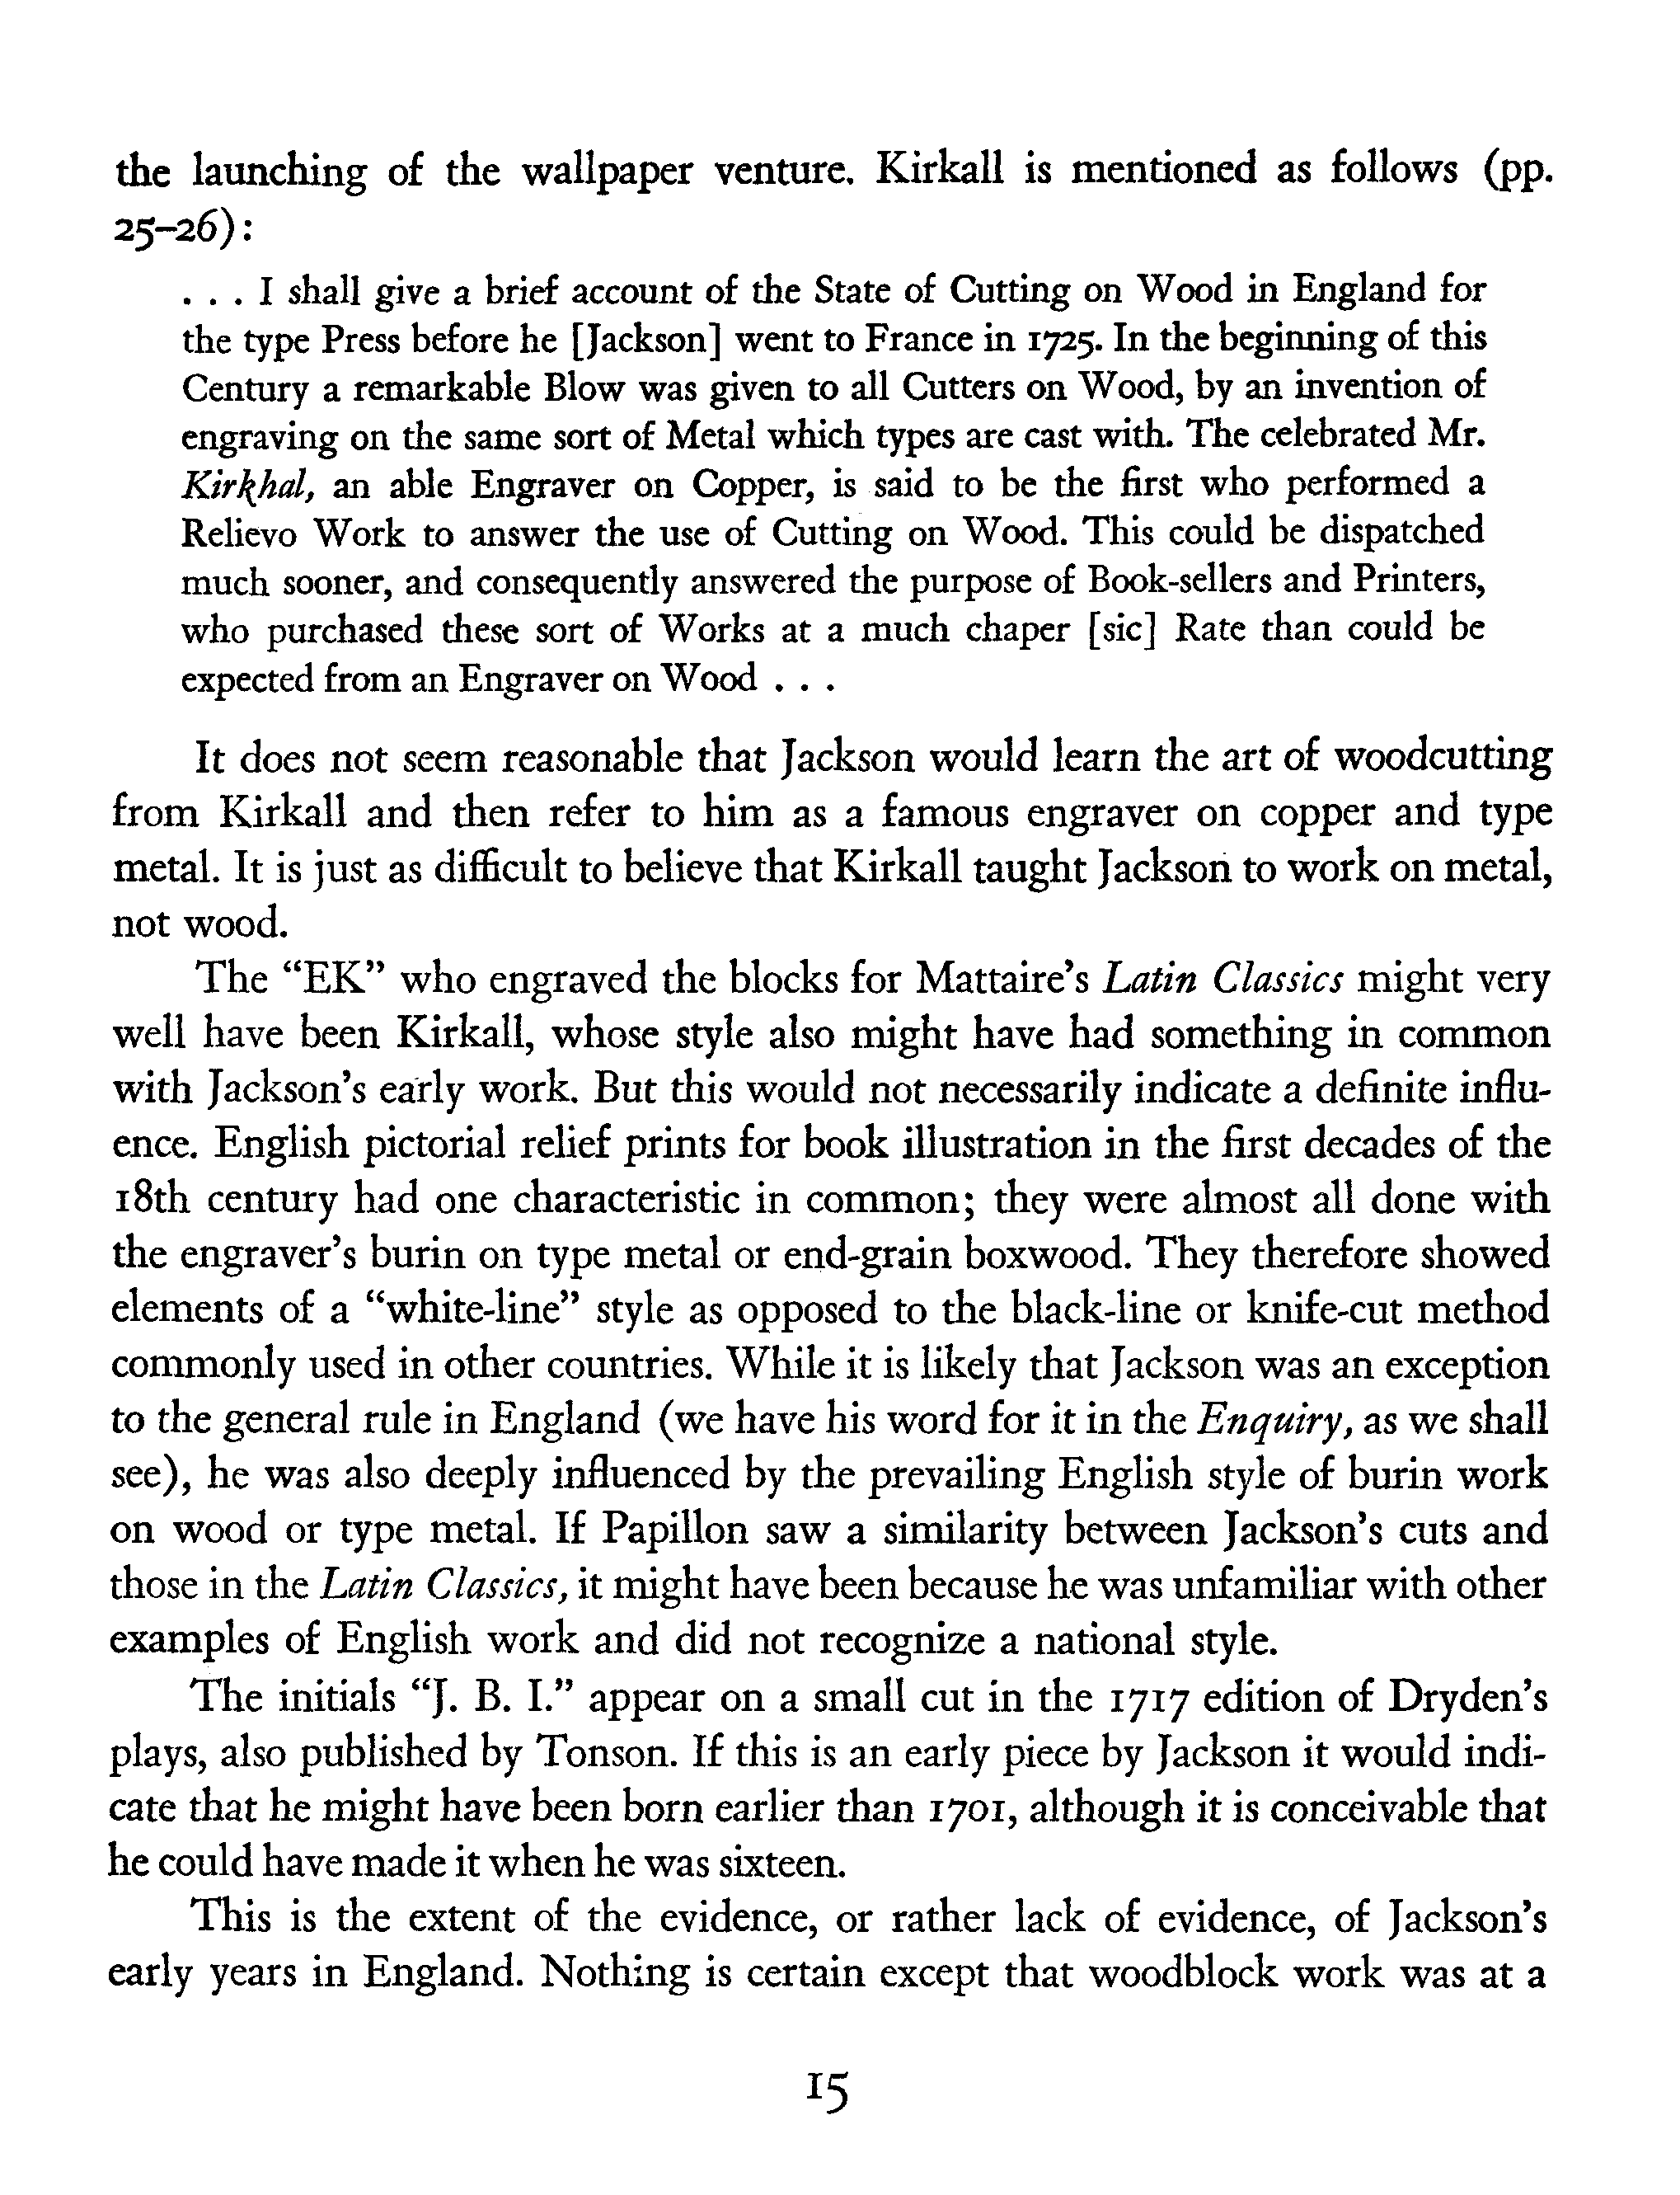 the launching of the wallpaper venture. Kirkall is mentioned as follows (pp.
25–26):
. . . I shall give a brief account of the State of Cutting on Wood in England for
the type Press before he [Jackson] went to France in 1725. In the beginning of this
Century a remarkable Blow was given to all Cutters on Wood, by an invention of
engraving on the same sort of Metal which types are cast with. The celebrated Mr.
Kirkhal, an able Engraver on Copper, is said to be the first who performed a
Relievo Work to answer the use of Cutting on Wood. This could be dispatched
much sooner, and consequently answered the purpose of Book-sellers and Printers,
who purchased these sort of Works at a much chaper [sic] Rate than could be
expected from an Engraver on Wood . . .
It does not seem reasonable that Jackson would learn the art of woodcutting
from Kirkall and then refer to him as a famous engraver on copper and type
metal. It is just as difficult to believe that Kirkall taught Jackson to work on metal,
not wood.
The “EK” who engraved the blocks for Mattaire’s Latin Classics might very
well have been Kirkall, whose style also might have had something in common
with Jackson’s early work. But this would not necessarily indicate a definite influ-
ence. English pictorial relief prints for book illustration in the first decades of the
18th century had one characteristic in common; they were almost all done with
the engraver’s burin on type metal or end-grain boxwood. They therefore showed
elements of a “white-line” style as opposed to the black-line or knife-cut method
commonly used in other countries. While it is likely that Jackson was an exception
to the general rule in England (we have his word for it in the Enquiry, as we shall
see), he was also deeply influenced by the prevailing English style of burin work
on wood or type metal. If Papillon saw a similarity between Jackson’s cuts and
those in the Latin Classics, it might have been because he was unfamiliar with other
examples of English work and did not recognize a national style.
The initials “J. B. I.” appear on a small cut in the 1717 edition of Dryden’s
plays, also published by Tonson. If this is an early piece by Jackson it would indi-
cate that he might have been born earlier than 1701, although it is conceivable that
he could have made it when he was sixteen.
This is the extent of the evidence, or rather lack of evidence, of Jackson’s
early years in England. Nothing is certain except that woodblock work was at a
15